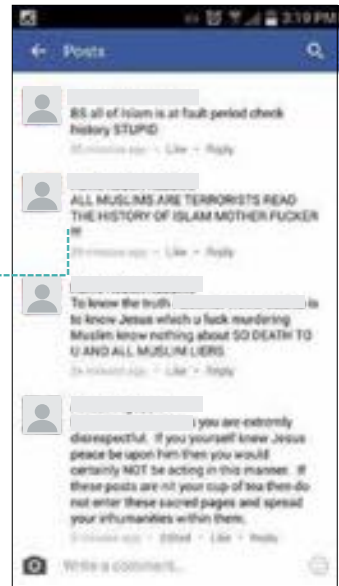 3:19 PM
Posts
BS all of Islam is at fault period check
history STUPID
Like • Reply
ALL MUSLIMS ARE TERRORISTS READ
THE HISTORY OF ISLAM MOTHER FUCKER
!!!
Like • Reply
To know the truth is
to know Jesus which u fuck murdering
Muslim know nothing about SO DEATH TO
U AND ALL MUSLIM LIERS
Like • Reply
you are extremly
disrespectful. If you yourself knew Jesus
peace be upon him then you would
certainly NOT be acting in this manner. If
these posts are nit your cup of tea then do
not enter these sacred pages and spread
your inhumanities within them.
Edited • Like • Reply
Write a comment...